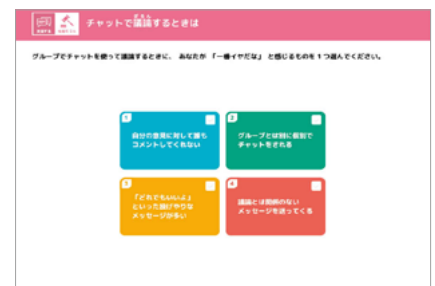 チャットで議論するときは
グループでチャットを使って議論するときに、あなたが「一番イヤだな」と感じるものを1つ選んでください。
1
自分の意見に対して誰も
コメントしてくれない
2
グループとは別に個別で
チャットをされる
3
「どれでもいいよ」
といった投げやりな
メッセージが多い
4
議論とは関係のない
メッセージを送ってくる